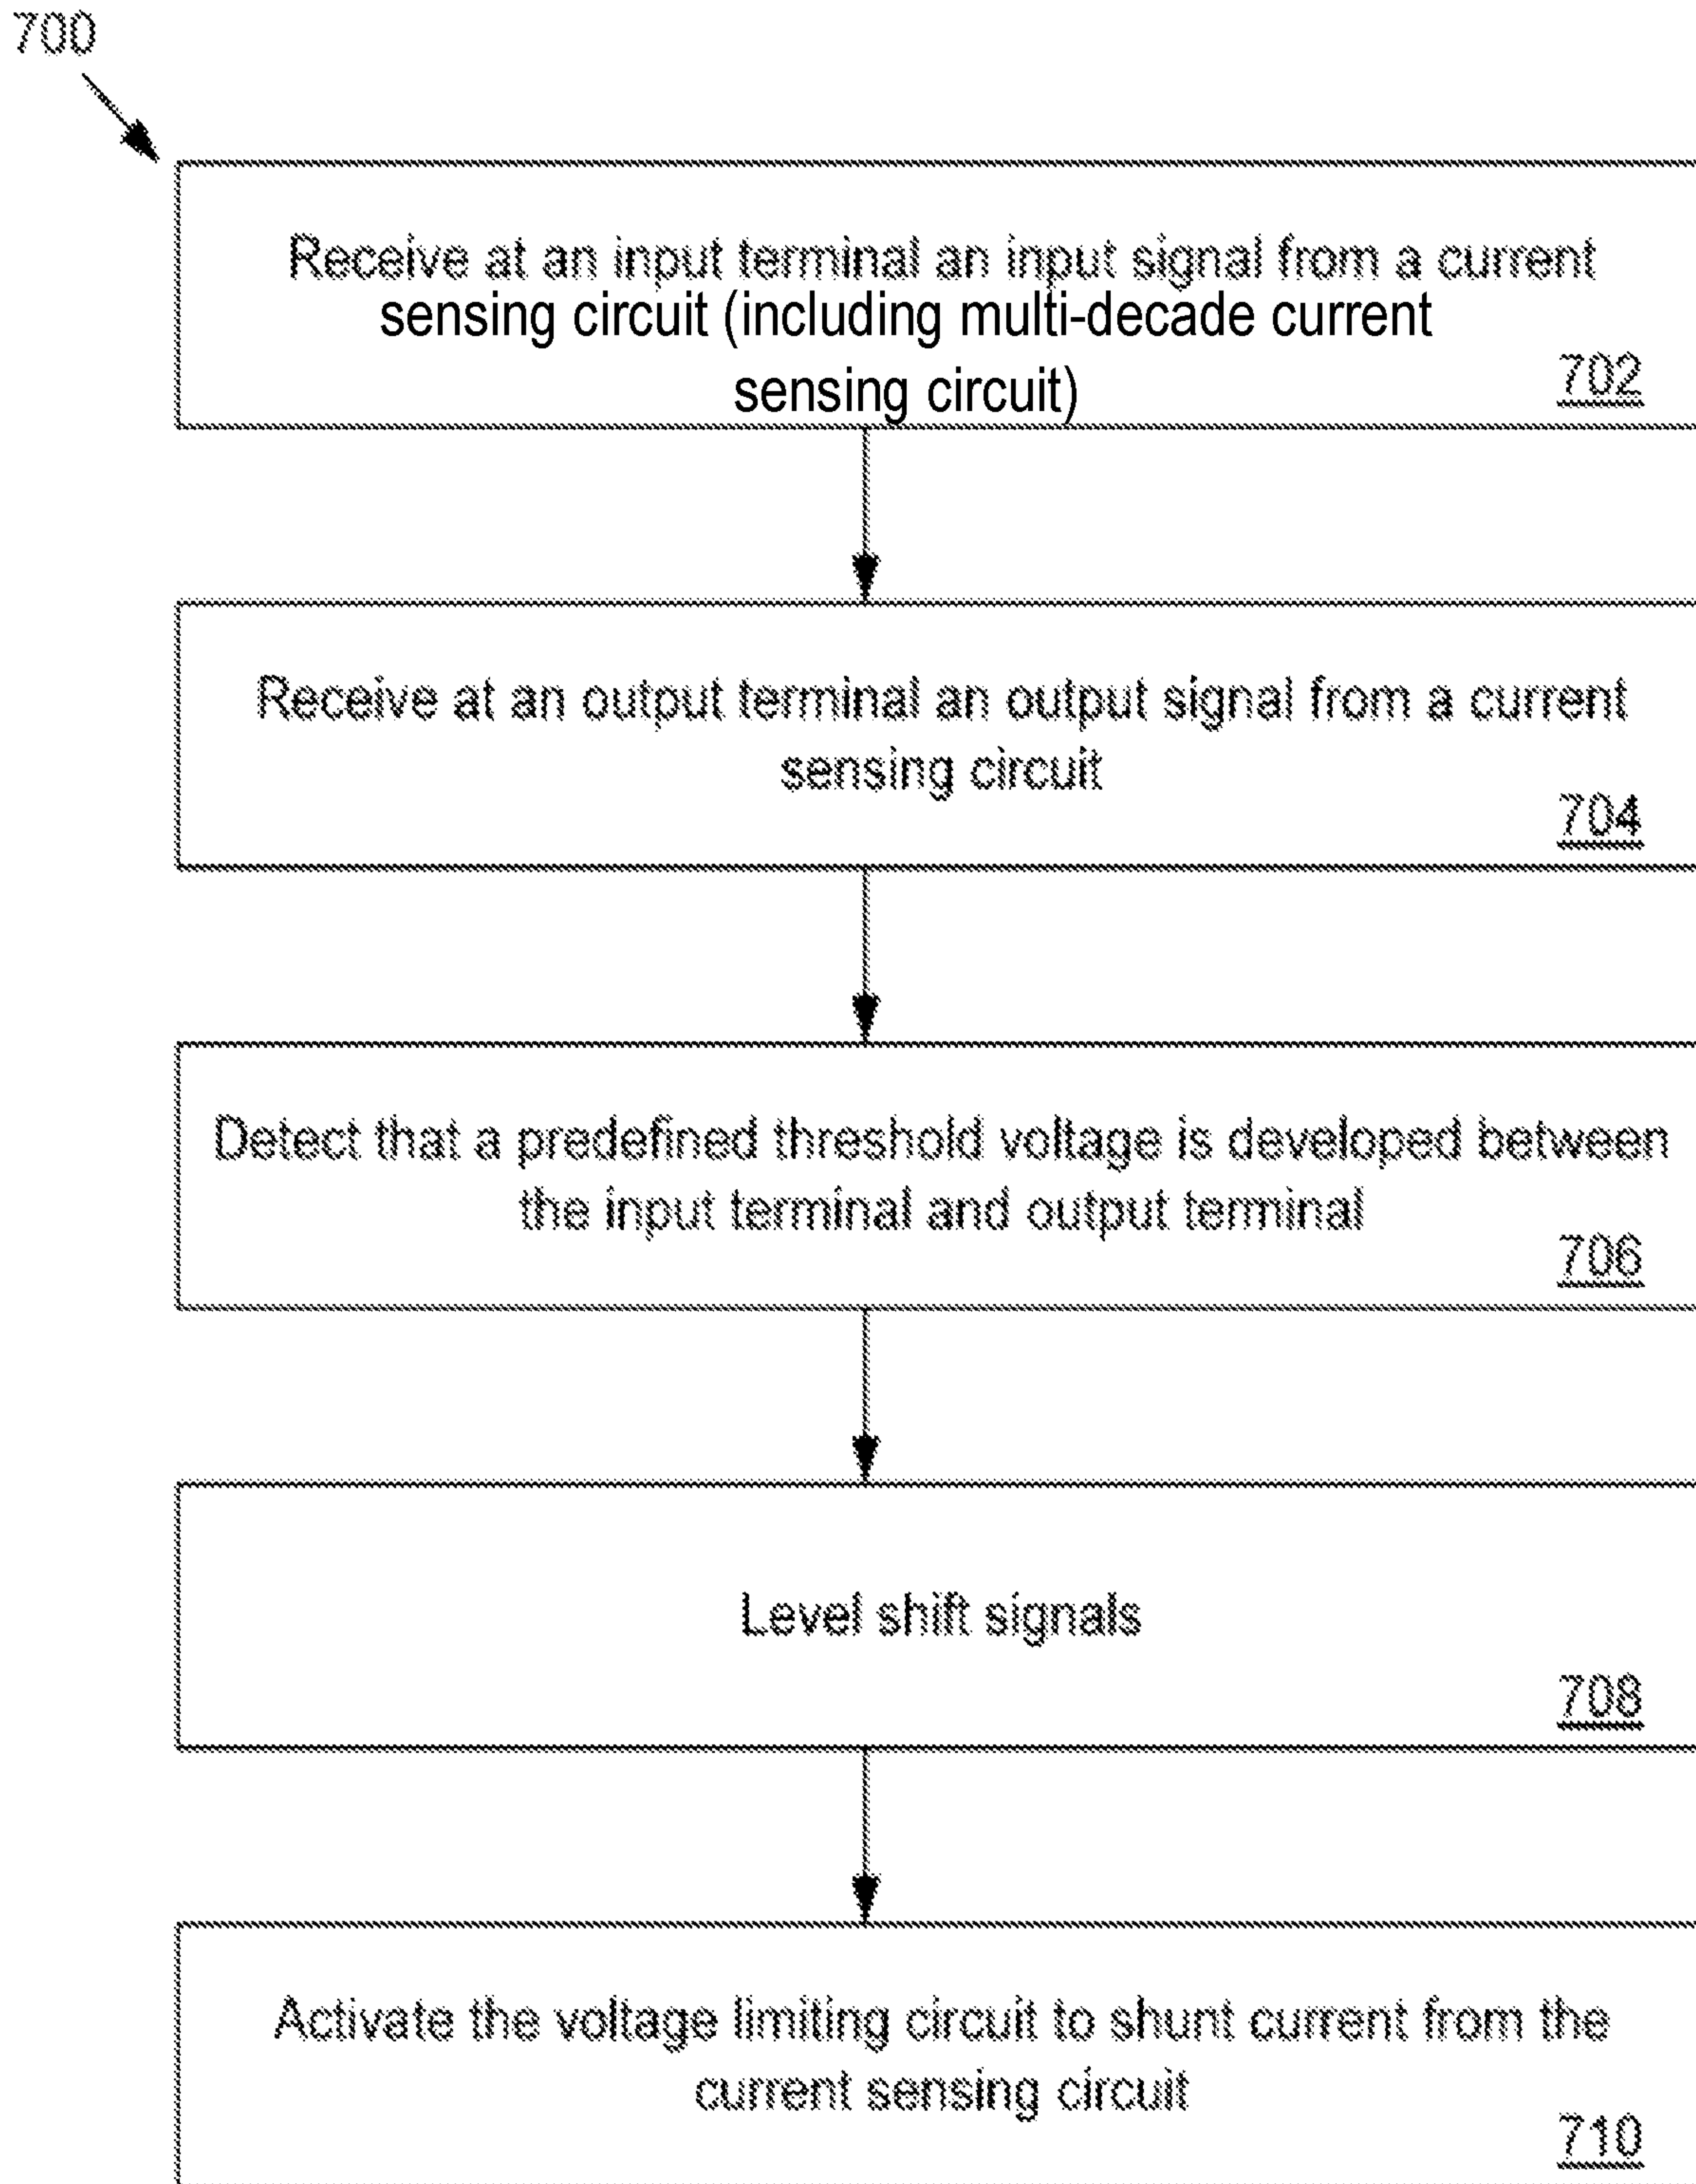 700
Receive at an input terminal an input signal from a current
sensing circuit (including multi-decade current
sensing circuit)
702
Receive at an output terminal an output signal from a current
sensing circuit
704
Detect that a predefined threshold voltage is developed between
the input terminal and output terminal
706
Level shift signals
708
Activate the voltage limiting circuit to shunt current from the
current sensing circuit
710